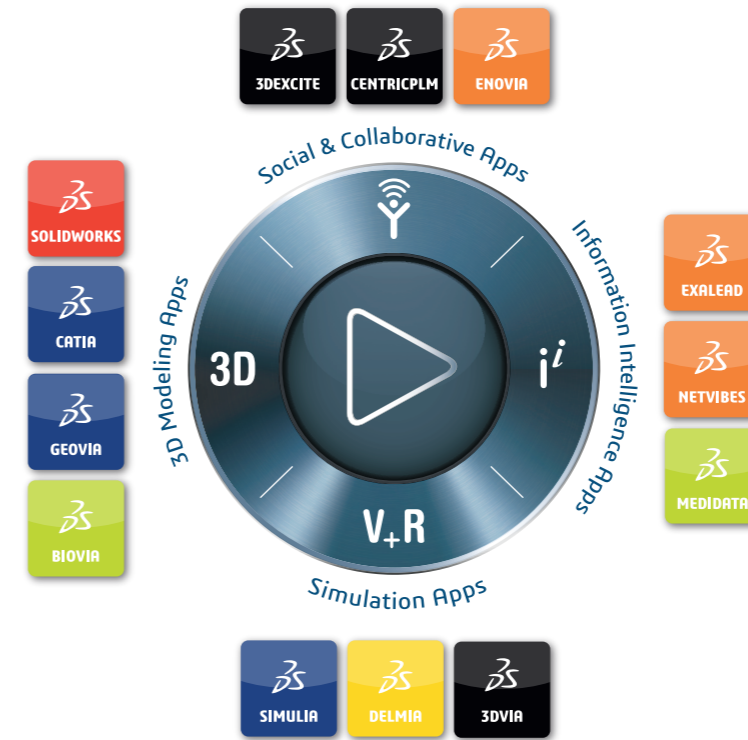 3DEXCITE
CENTRICPLM
ENOVIA
Social & Collaborative Apps
SOLIDWORKS
CATIA
GEOVIA
BIOVIA
3D Modeling Apps
3D
i i
V+R
Information Intelligence Apps
EXALEAD
NETVIBES
MEDIDATA
Simulation Apps
SIMULIA
DELMIA
3DVIA